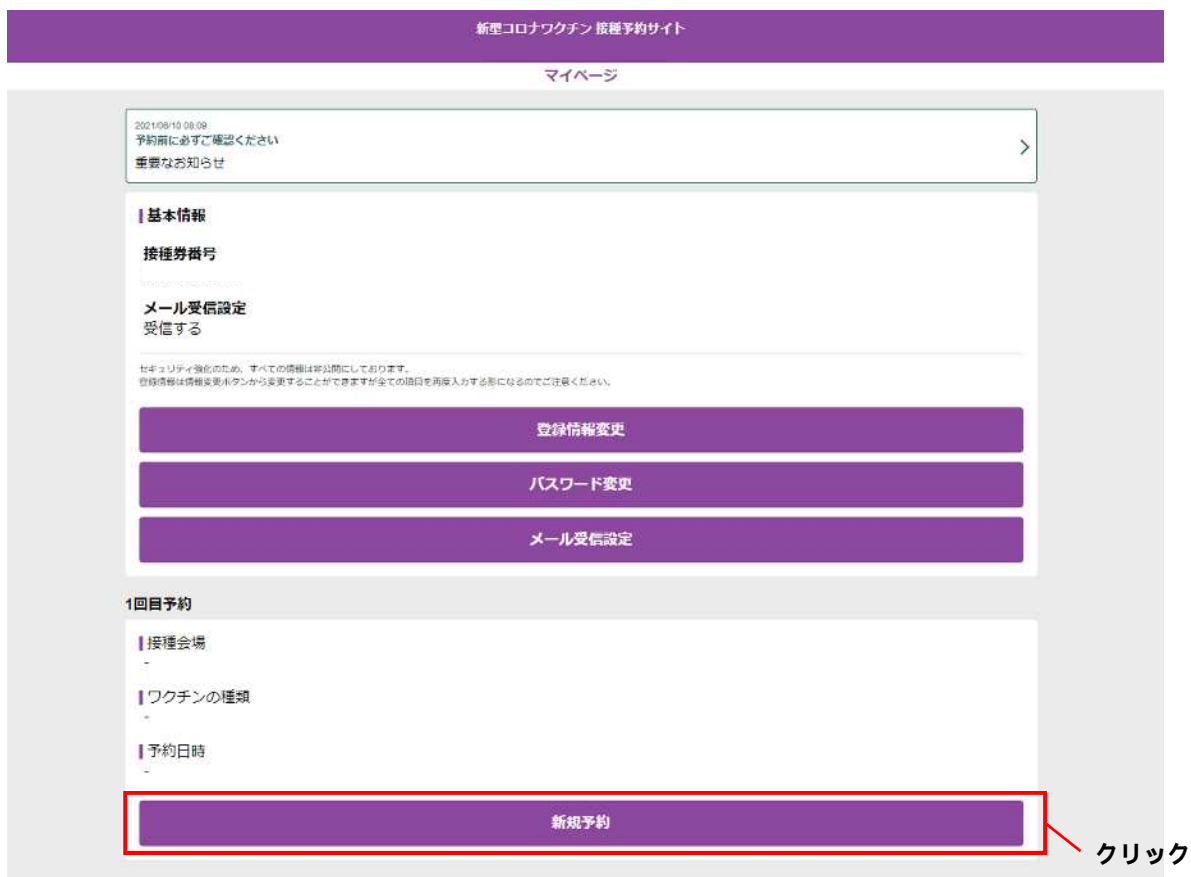 新型コロナワクチン 接種予約サイト
マイページ
2021/06/10 08:09
予約前に必ずご確認ください
重要なお知らせ
基本情報
接種券番号
メール受信設定
受信する
セキュリティ強化のため、すべての情報は非公開にしております。
登録情報は情報変更ボタンから変更することができますが全ての項目を再度入力する形になるのでご注意ください。
登録情報変更
パスワード変更
メール受信設定
1回目予約
接種会場
-
ワクチンの種類
-
予約日時
-
新規予約
クリック